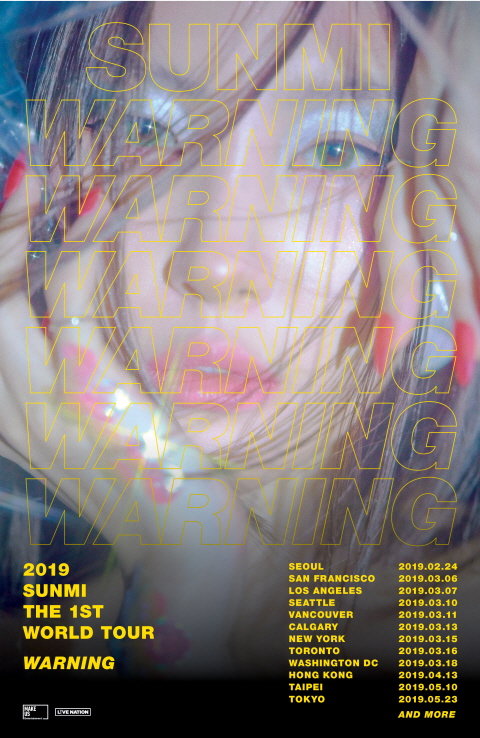 SUNMI
WARNING
WARNING
WARNING
WARNING
WARNING
WARNING
2019
SUNMI
THE 1ST
WORLD TOUR
WARNING
SEOUL 2019.02.24
SAN FRANCISCO 2019.03.06
LOS ANGELES 2019.03.07
SEATTLE 2019.03.10
VANCOUVER 2019.03.11
CALGARY 2019.03.13
NEW YORK 2019.03.15
TORONTO 2019.03.16
WASHINGTON DC 2019.03.18
HONG KONG 2019.04.13
TAIPEI 2019.05.10
TOKYO 2019.05.23
AND MORE
MAKE
US
LIVE NATION